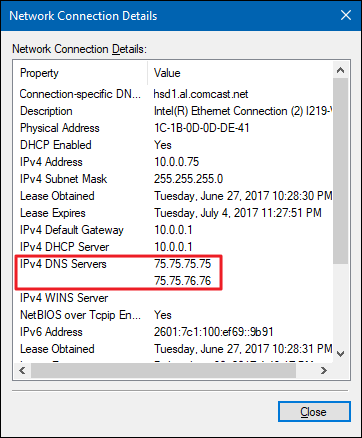 Network Connection Details
Network Connection Details:
Property Value
Connection-specific DN... hsd1.al.comcast.net
Description Intel(R) Ethernet Connection (2) I219-V
Physical Address 1C-1B-0D-0D-DE-41
DHCP Enabled Yes
IPv4 Address 10.0.0.75
IPv4 Subnet Mask 255.255.255.0
Lease Obtained Tuesday, June 27, 2017 10:28:30 PM
Lease Expires Tuesday, July 4, 2017 11:27:51 PM
IPv4 Default Gateway 10.0.0.1
IPv4 DHCP Server 10.0.0.1
IPv4 DNS Servers 75.75.75.75
75.75.76.76
IPv4 WINS Server
NetBIOS over Tcpip En... Yes
IPv6 Address 2601:7c1:100:ef69::9b91
Lease Obtained Tuesday, June 27, 2017 10:28:31 PM
Close